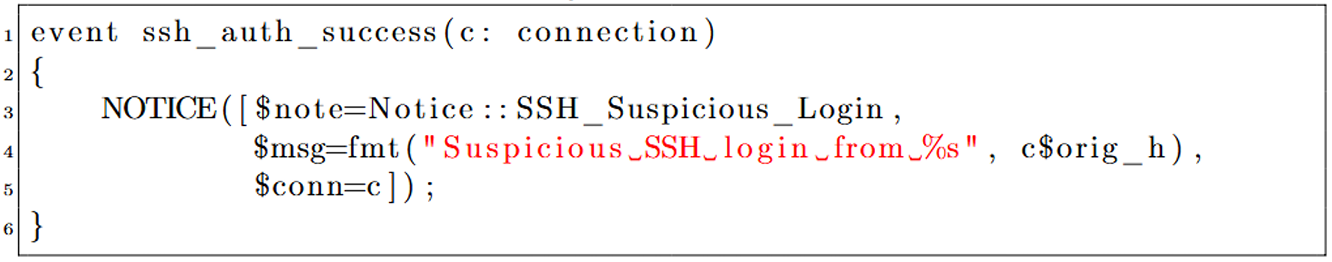 1 event ssh_auth_success(c: connection)
2 {
3 NOTICE([$note=Notice::SSH_Suspicious_Login,
4 $msg=fmt("Suspicious␣SSH␣login␣from␣%s", c$orig_h),
5 $conn=c]);
6 }